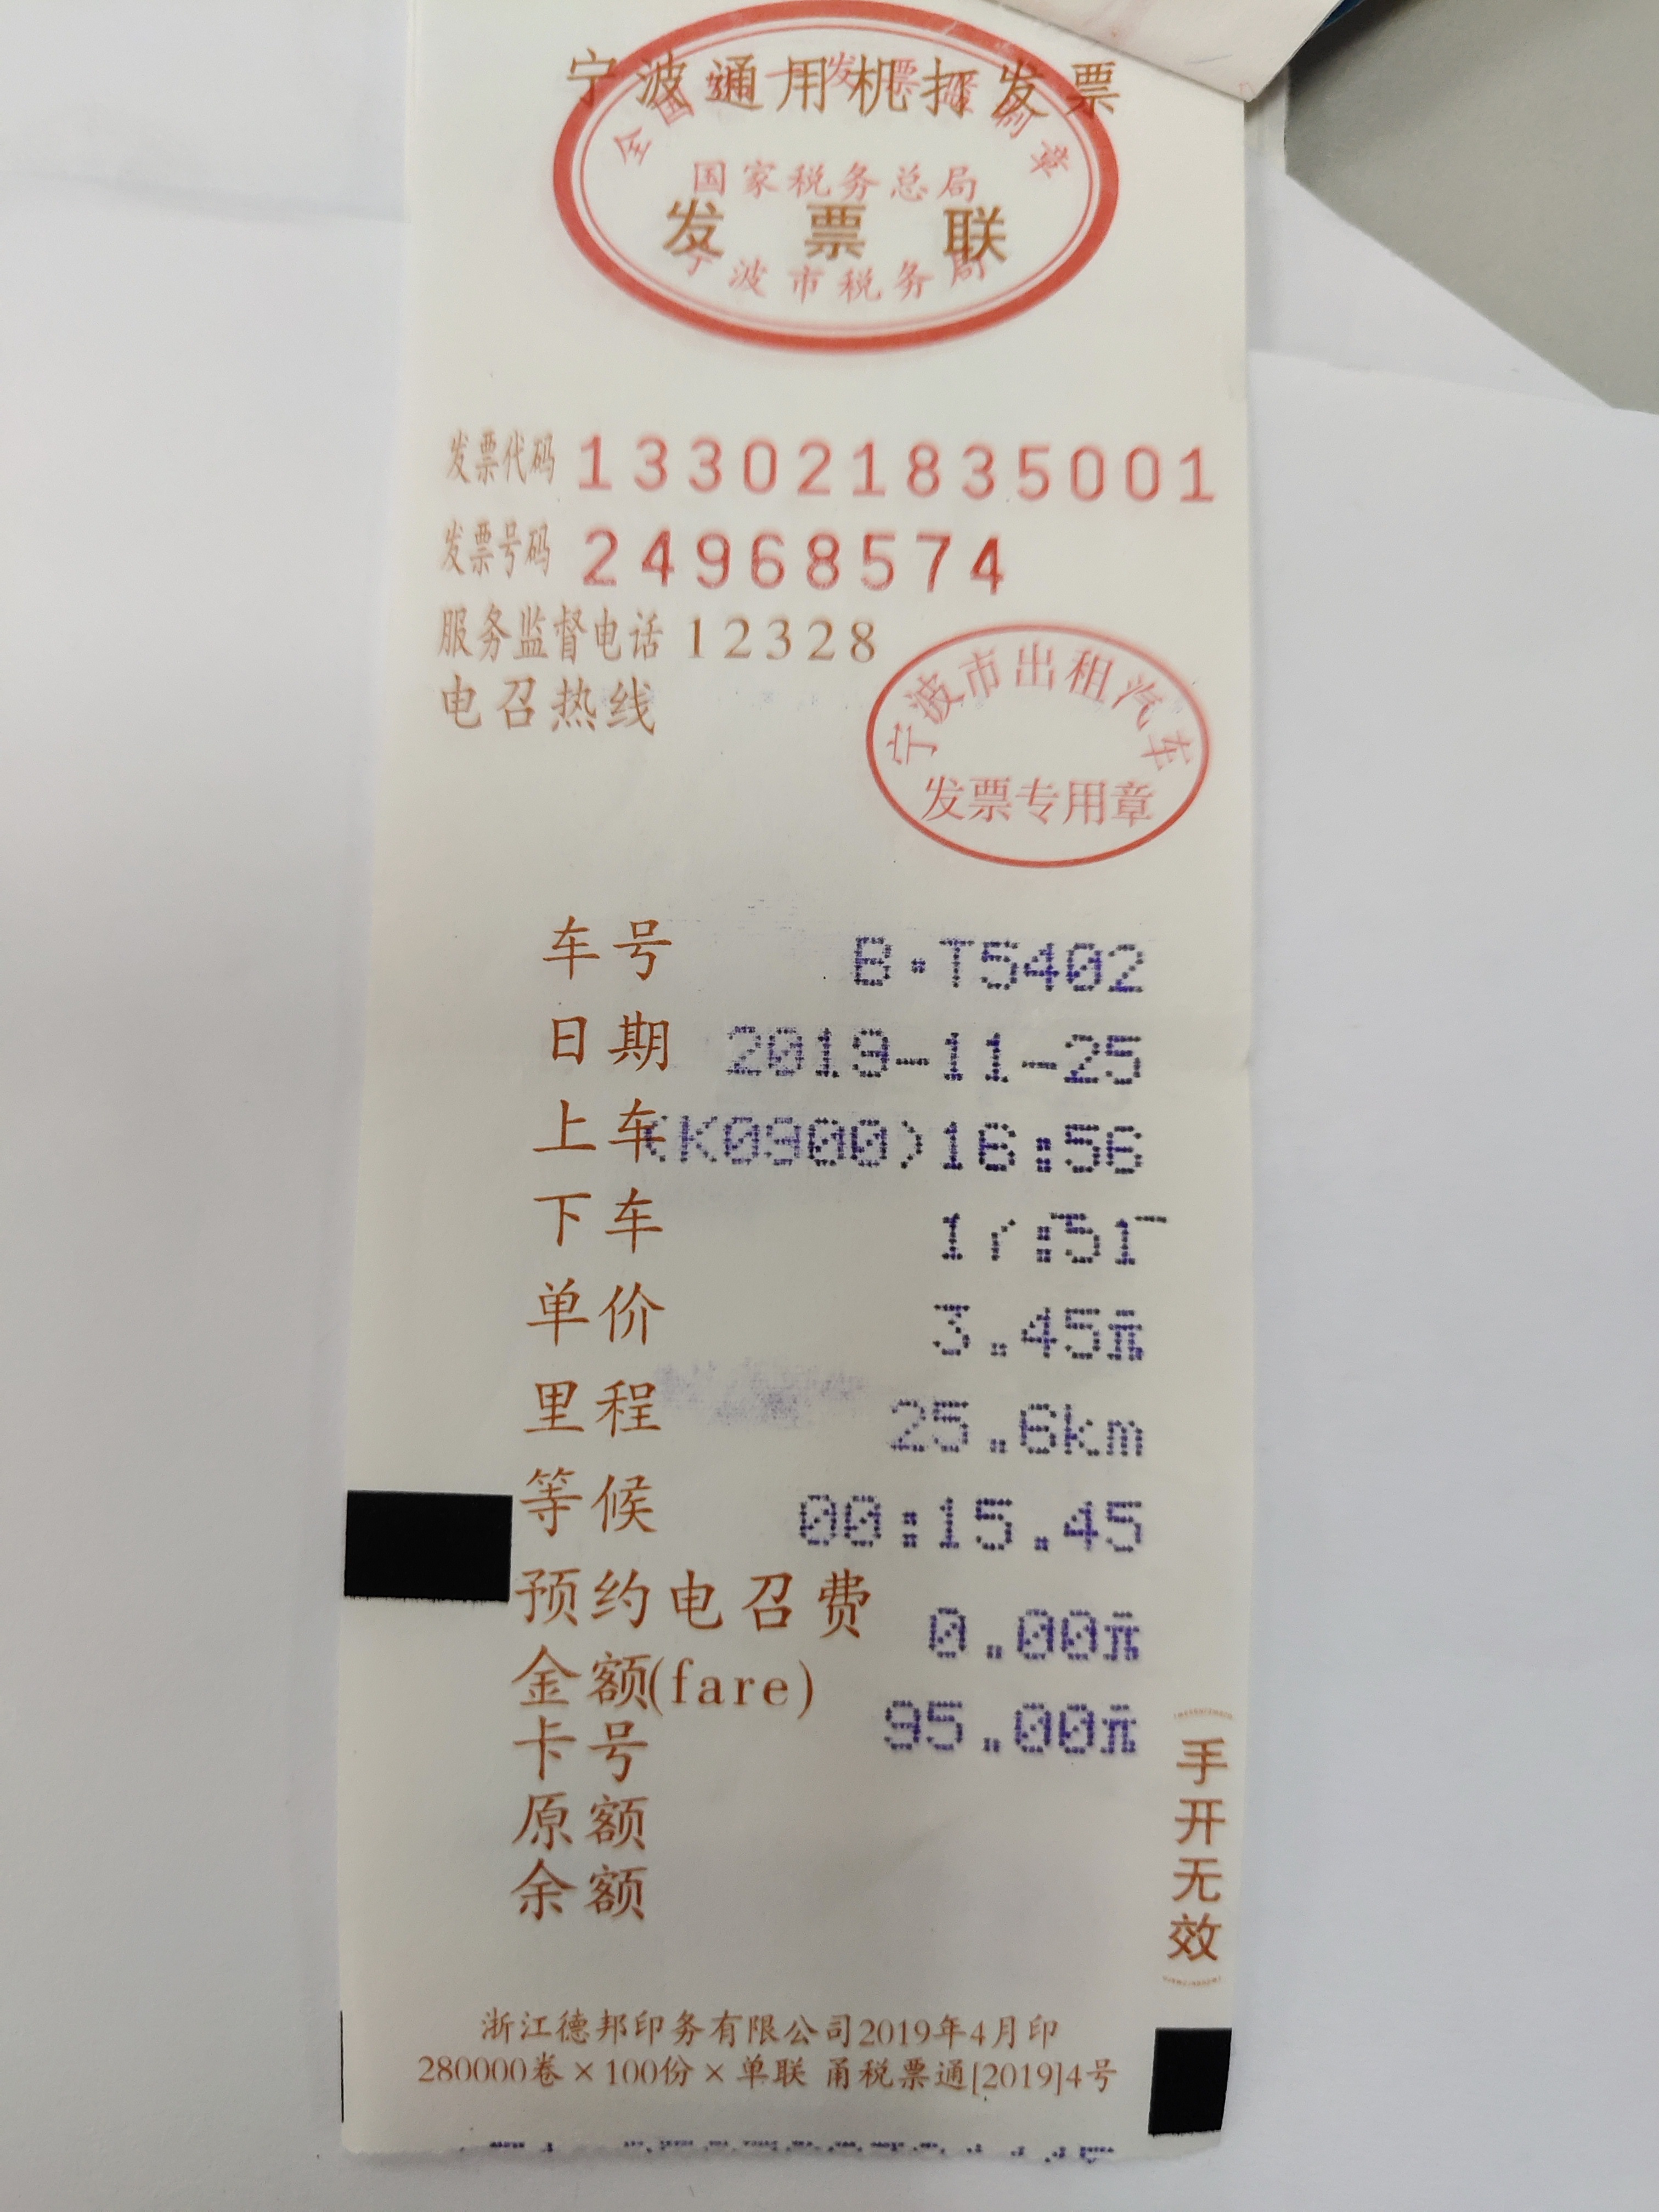 宁波通用机打发票
全国统一发票监制章
国家税务总局
发票联
宁波市税务局
发票代码 133021835001
发票号码 24968574
服务监督电话 12328
电召热线
宁波市出租汽车
发票专用章
车号 B·T5402
日期 2019-11-25
上车 (K0900)16:56
下车 17:51
单价 3.45元
里程 25.6km
等候 00:15.45
预约电召费 0.00元
金额(fare) 95.00元
卡号
原额
余额
手开无效
浙江德邦印务有限公司2019年4月印
280000卷×100份×单联 甬税票通[2019]4号